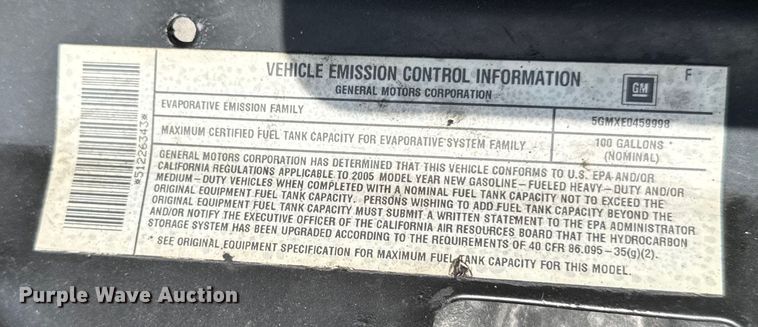 VEHICLE EMISSION CONTROL INFORMATION
GENERAL MOTORS CORPORATION
GM
F
EVAPORATIVE EMISSION FAMILY
5GMXE0459998
MAXIMUM CERTIFIED FUEL TANK CAPACITY FOR EVAPORATIVE SYSTEM FAMILY
100 GALLONS *
(NOMINAL)
GENERAL MOTORS CORPORATION HAS DETERMINED THAT THIS VEHICLE CONFORMS TO U.S. EPA AND/OR
CALIFORNIA REGULATIONS APPLICABLE TO 2005 MODEL YEAR NEW GASOLINE-FUELED HEAVY-DUTY AND/OR
MEDIUM-DUTY VEHICLES WHEN COMPLETED WITH A NOMINAL FUEL TANK CAPACITY NOT TO EXCEED THE
ORIGINAL EQUIPMENT FUEL TANK CAPACITY. PERSONS WISHING TO ADD FUEL TANK CAPACITY BEYOND THE
ORIGINAL EQUIPMENT FUEL TANK CAPACITY MUST SUBMIT A WRITTEN STATEMENT TO THE EPA ADMINISTRATOR
AND/OR NOTIFY THE EXECUTIVE OFFICER OF THE CALIFORNIA AIR RESOURCES BOARD THAT THE HYDROCARBON
STORAGE SYSTEM HAS BEEN UPGRADED ACCORDING TO THE REQUIREMENTS OF 40 CFR 86.095-35(g)(2).
* SEE ORIGINAL EQUIPMENT SPECIFICATION FOR MAXIMUM FUEL TANK CAPACITY FOR THIS MODEL.
*51226343*
Purple Wave Auction